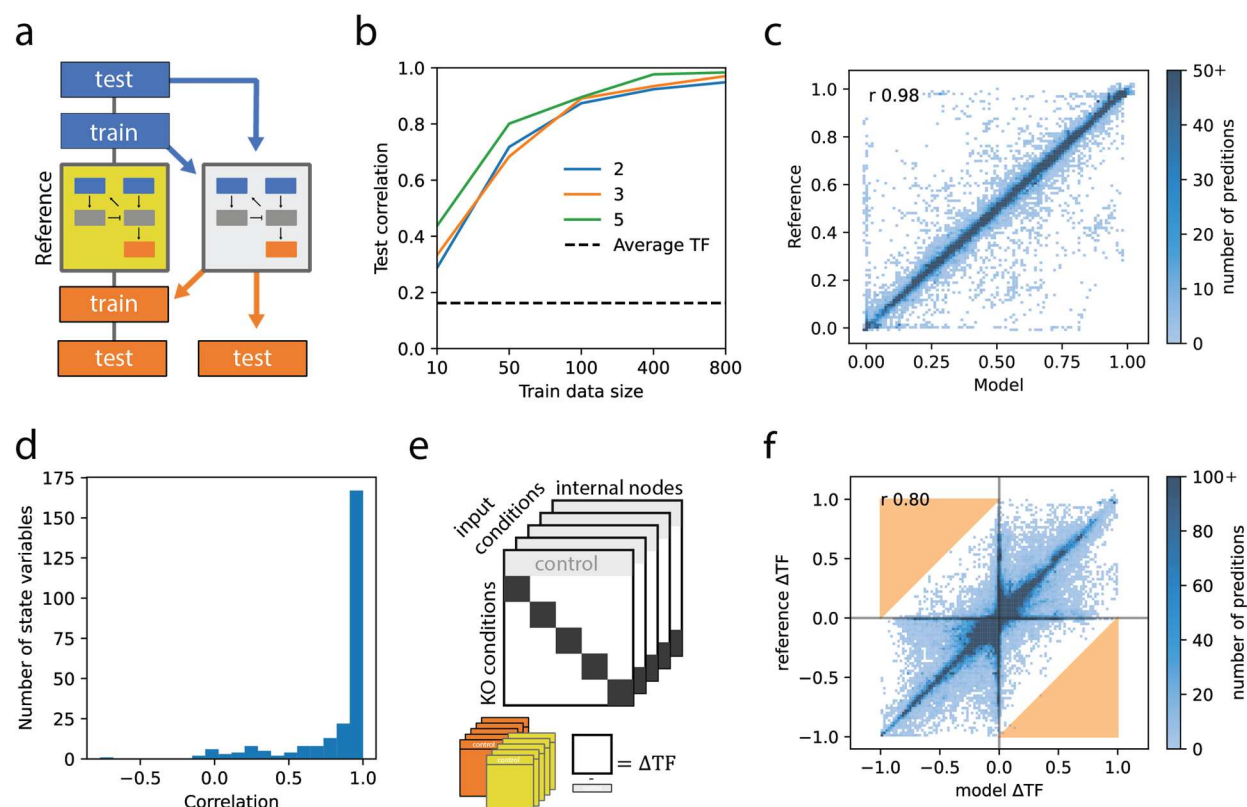 a
test
train
Reference
train
test
test
b
1.0
0.8
0.6
0.4
0.2
0.0
Test correlation
2
3
5
Average TF
10 50 100 400 800
Train data size
c
r 0.98
1.0
0.8
0.6
0.4
0.2
0.0
Reference
0.00 0.25 0.50 0.75 1.00
Model
50+
40
30
20
10
0
number of preditions
d
175
150
125
100
75
50
25
0
Number of state variables
−0.5 0.0 0.5 1.0
Correlation
e
internal nodes
input
conditions
control
KO conditions
control
control
-
= ΔTF
f
r 0.80
1.0
0.5
0.0
−0.5
−1.0
reference ΔTF
L
−1.0 −0.5 0.0 0.5 1.0
model ΔTF
100+
80
60
40
20
0
number of preditions